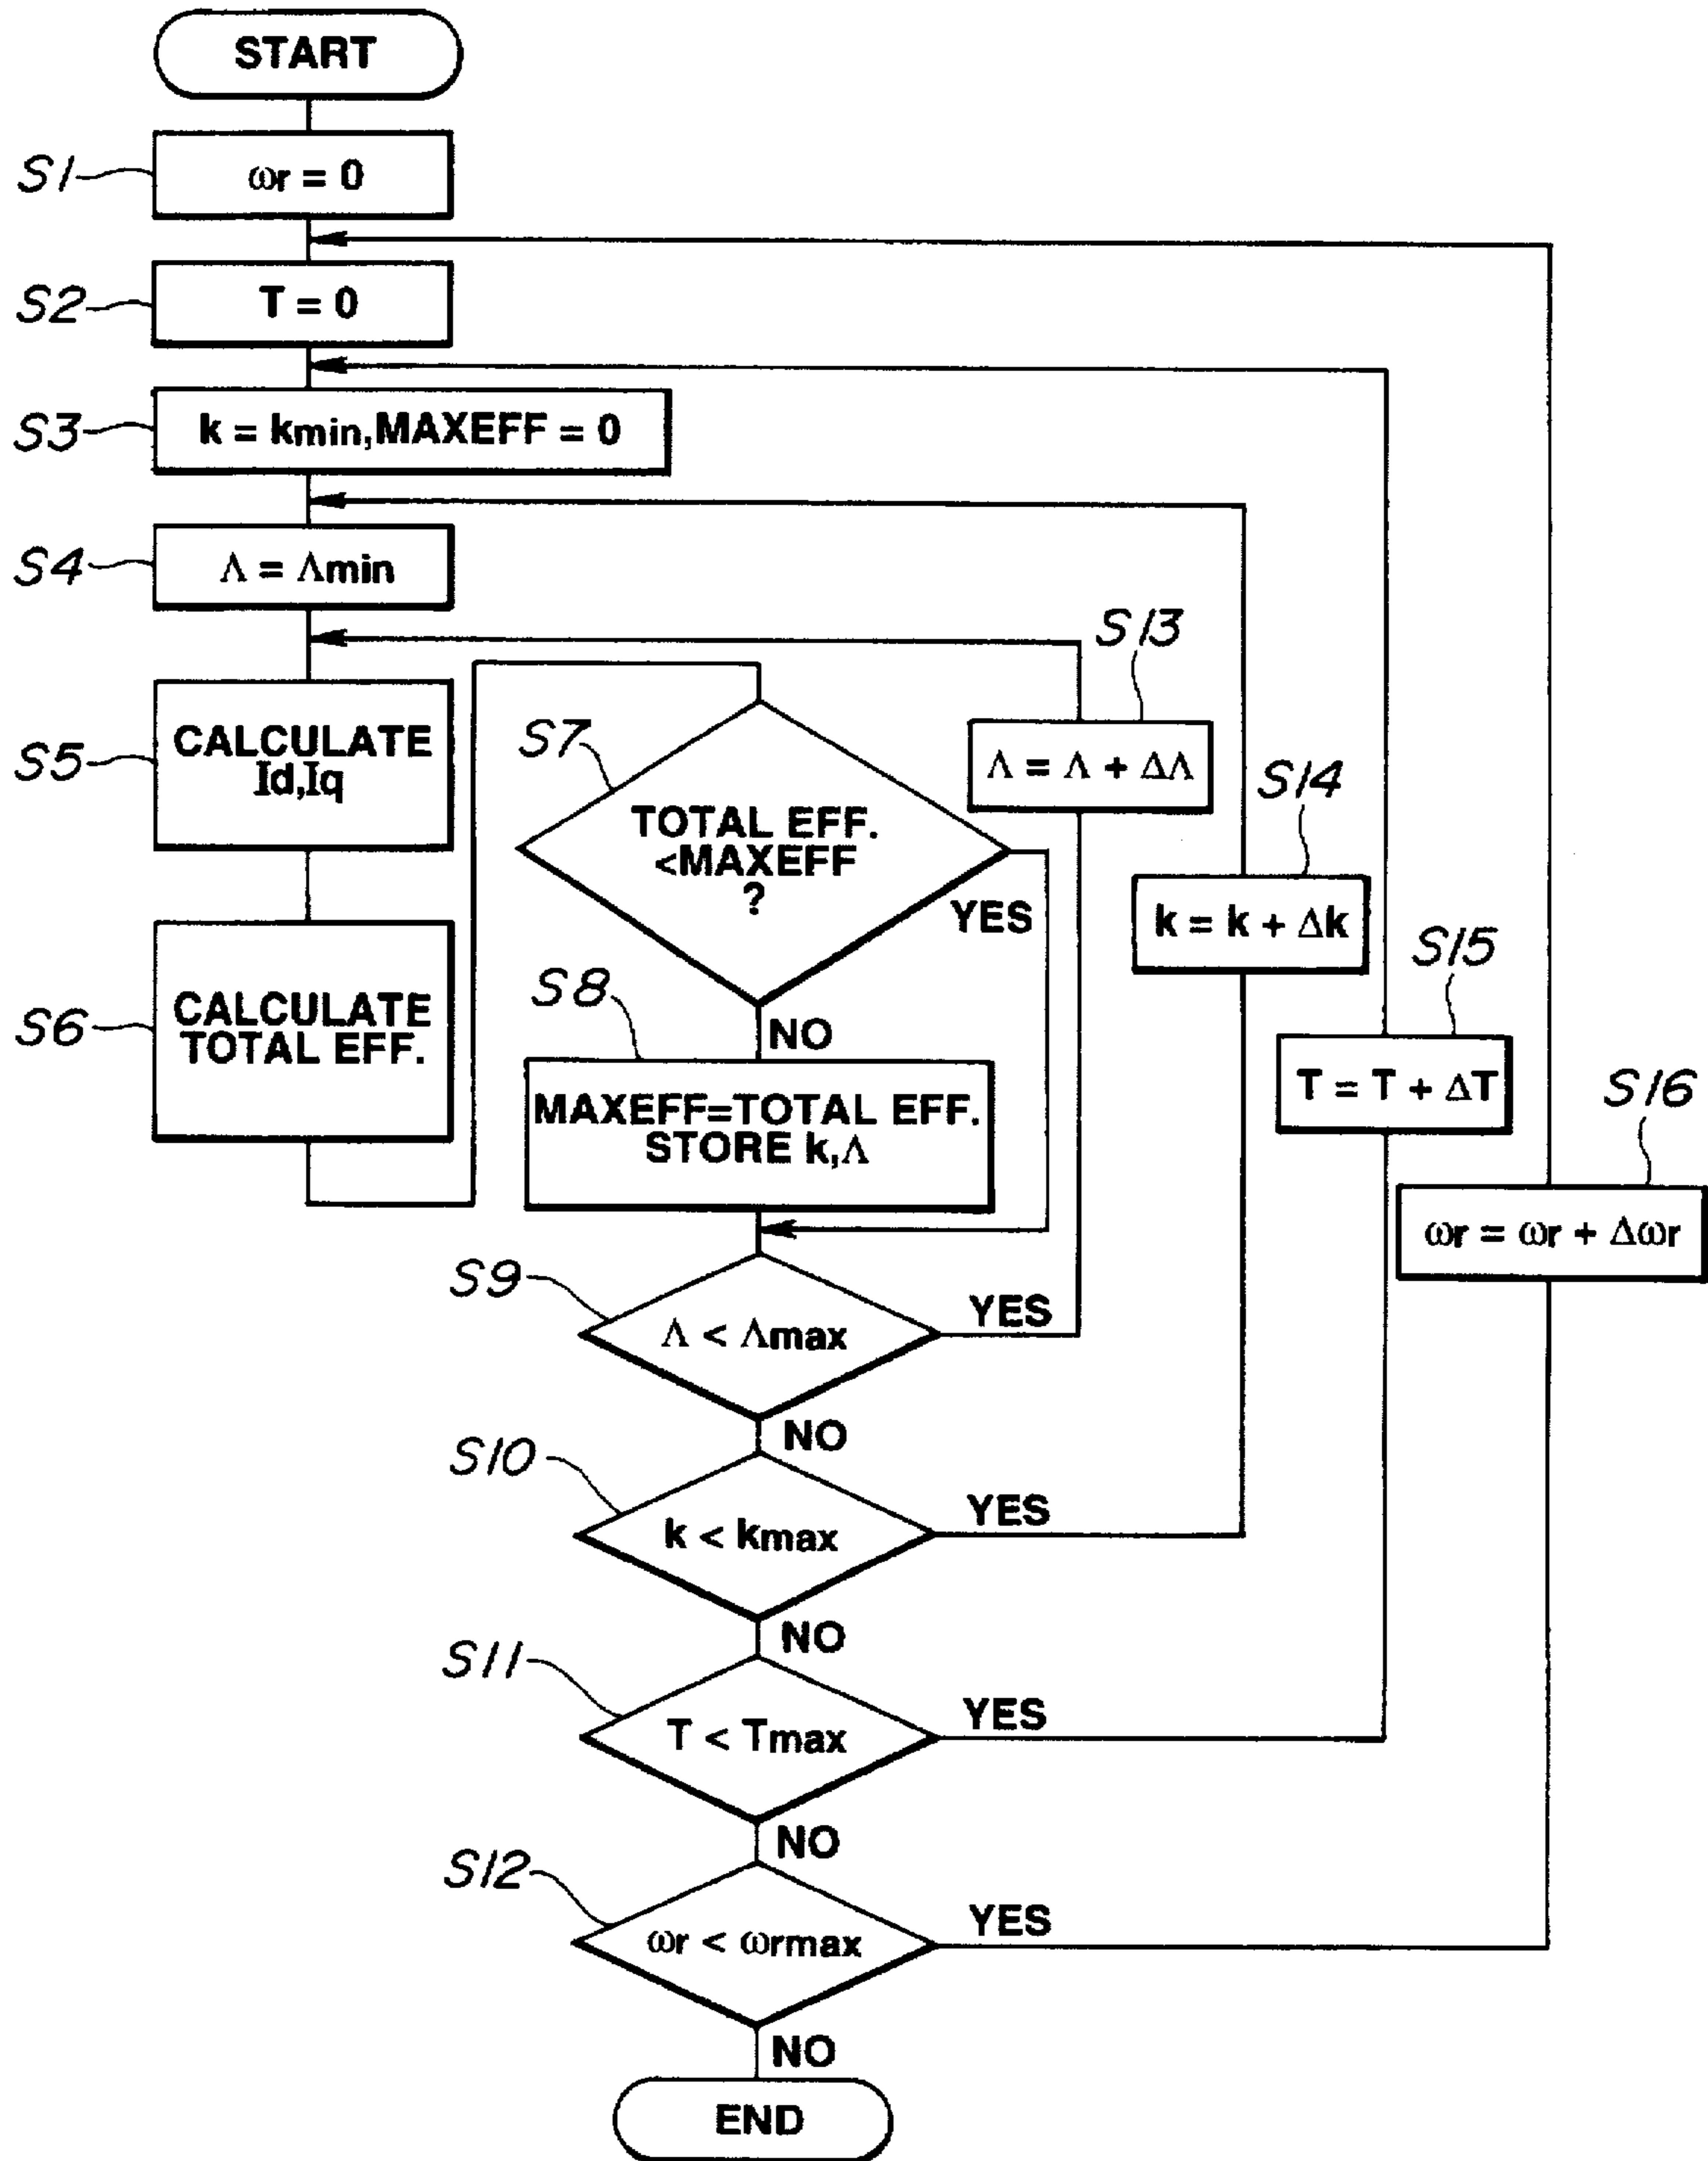 START
S1
ωr = 0
S2
T = 0
S3
k = kmin,MAXEFF = 0
S4
Λ = Λmin
S5
CALCULATE
Id,Iq
S6
CALCULATE
TOTAL EFF.
S7
TOTAL EFF.
<MAXEFF
?
YES
NO
S8
MAXEFF=TOTAL EFF.
STORE k,Λ
S9
Λ < Λmax
YES
NO
S10
k < kmax
YES
NO
S11
T < Tmax
YES
NO
S12
ωr < ωrmax
YES
NO
END
S13
Λ = Λ + ΔΛ
S14
k = k + Δk
S15
T = T + ΔT
S16
ωr = ωr + Δωr